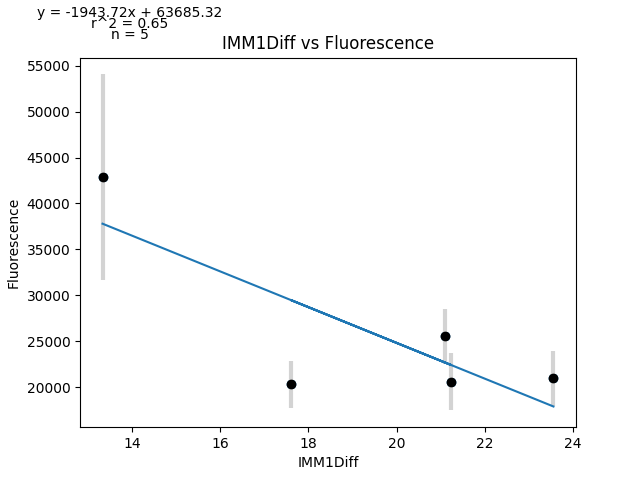 y = -1943.72x + 63685.32
r^2 = 0.65
n = 5
IMM1Diff vs Fluorescence
55000
50000
45000
40000
35000
30000
25000
20000
Fluorescence
14 16 18 20 22 24
IMM1Diff